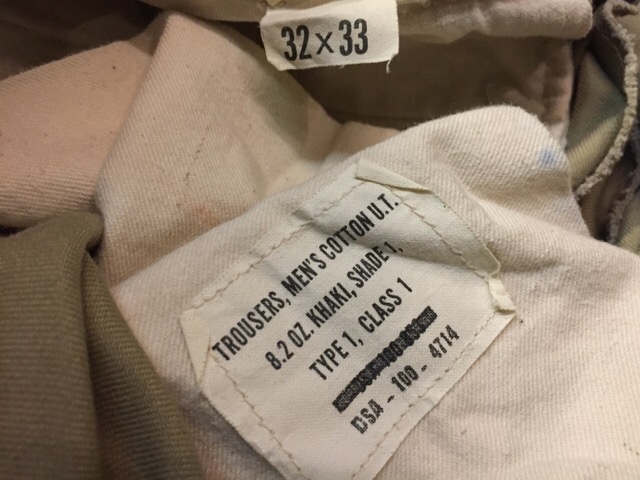 32 x 33
TROUSERS, MEN'S COTTON U.T.
8.2 OZ. KHAKI, SHADE 1,
TYPE 1, CLASS 1
DSA - 100 - 4714